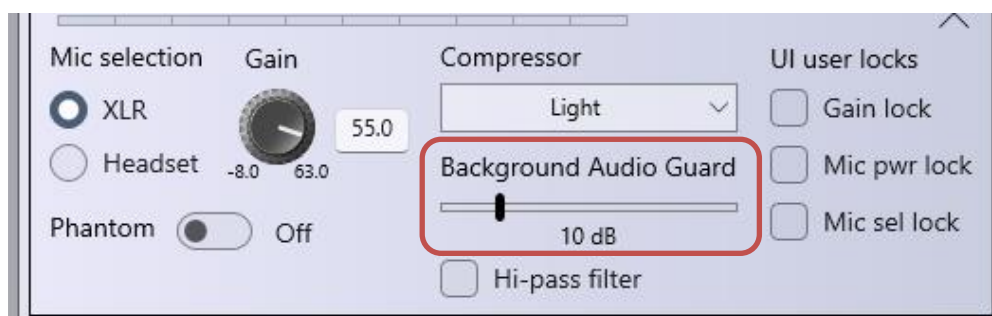 Mic selection
XLR
Headset
Phantom
Off
Gain
55.0
-8.0 63.0
Compressor
Light
Background Audio Guard
10 dB
Hi-pass filter
UI user locks
Gain lock
Mic pwr lock
Mic sel lock